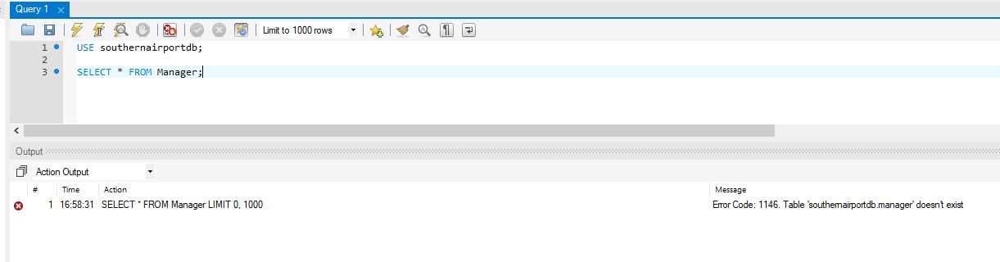 Query 1
Limit to 1000 rows
1 USE southernairportdb;
2
3 SELECT * FROM Manager;
Output
Action Output
# Time Action Message
1 16:58:31 SELECT * FROM Manager LIMIT 0, 1000 Error Code: 1146. Table 'southernairportdb.manager' doesn't exist